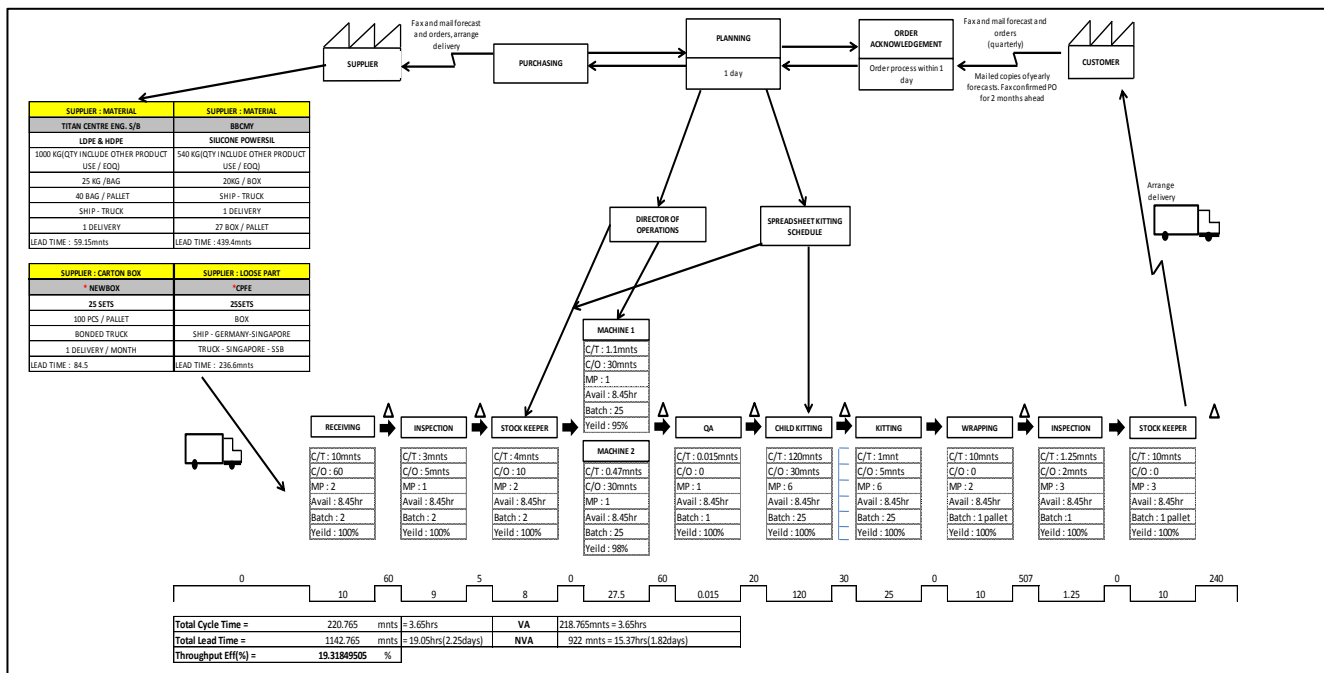 Fax and mail forecast
and orders, arrange
delivery
SUPPLIER
PURCHASING
PLANNING
1 day
ORDER
ACKNOWLEDGEMENT
Order process within 1
day
Fax and mail forecast and
orders
(quarterly)
Mailed copies of yearly
forecasts. Fax confirmed PO
for 2 months ahead
CUSTOMER
SUPPLIER : MATERIAL SUPPLIER : MATERIAL
TITAN CENTRE ENG. S/B BBCMY
LDPE & HDPE SILICONE POWERSIL
1000 KG(QTY INCLUDE OTHER PRODUCT 540 KG(QTY INCLUDE OTHER PRODUCT
USE / EOQ) USE / EOQ)
25 KG /BAG 20KG / BOX
40 BAG / PALLET SHIP - TRUCK
SHIP - TRUCK 1 DELIVERY
1 DELIVERY 27 BOX / PALLET
LEAD TIME : 59.15mnts LEAD TIME : 439.4mnts
Arrange
delivery
DIRECTOR OF
OPERATIONS
SPREADSHEET KITTING
SCHEDULE
SUPPLIER : CARTON BOX SUPPLIER : LOOSE PART
* NEWBOX *CPFE
25 SETS 25SETS
100 PCS / PALLET BOX
BONDED TRUCK SHIP - GERMANY-SINGAPORE
1 DELIVERY / MONTH TRUCK - SINGAPORE - SSB
LEAD TIME : 84.5 LEAD TIME : 236.6mnts
MACHINE 1
C/T : 1.1mnts
C/O : 30mnts
MP : 1
Avail : 8.45hr
Batch : 25
Yeild : 95%
RECEIVING
C/T : 10mnts
C/O : 60
MP : 2
Avail : 8.45hr
Batch : 2
Yeild : 100%
INSPECTION
C/T : 3mnts
C/O : 5mnts
MP : 1
Avail : 8.45hr
Batch : 2
Yeild : 100%
STOCK KEEPER
C/T : 4mnts
C/O : 10
MP : 2
Avail : 8.45hr
Batch : 2
Yeild : 100%
MACHINE 2
C/T : 0.47mnts
C/O : 30mnts
MP : 1
Avail : 8.45hr
Batch : 25
Yeild : 98%
QA
C/T : 0.015mnts
C/O : 0
MP : 1
Avail : 8.45hr
Batch : 1
Yeild : 100%
CHILD KITTING
C/T : 120mnts
C/O : 30mnts
MP : 6
Avail : 8.45hr
Batch : 25
Yeild : 100%
KITTING
C/T : 1mnt
C/O : 5mnts
MP : 6
Avail : 8.45hr
Batch : 25
Yeild : 100%
WRAPPING
C/T : 10mnts
C/O : 0
MP : 2
Avail : 8.45hr
Batch : 1 pallet
Yeild : 100%
INSPECTION
C/T : 1.25mnts
C/O : 2mnts
MP : 3
Avail : 8.45hr
Batch :1
Yeild : 100%
STOCK KEEPER
C/T : 10mnts
C/O : 0
MP : 3
Avail : 8.45hr
Batch : 1 pallet
Yeild : 100%
0 60 5 0 60 20 30 0 507 0 240
10 9 8 27.5 0.015 120 25 10 1.25 10
Total Cycle Time = 220.765 mnts = 3.65hrs VA 218.765mnts = 3.65hrs
Total Lead Time = 1142.765 mnts = 19.05hrs(2.25days) NVA 922 mnts = 15.37hrs(1.82days)
Throughput Eff(%) = 19.31849505 %